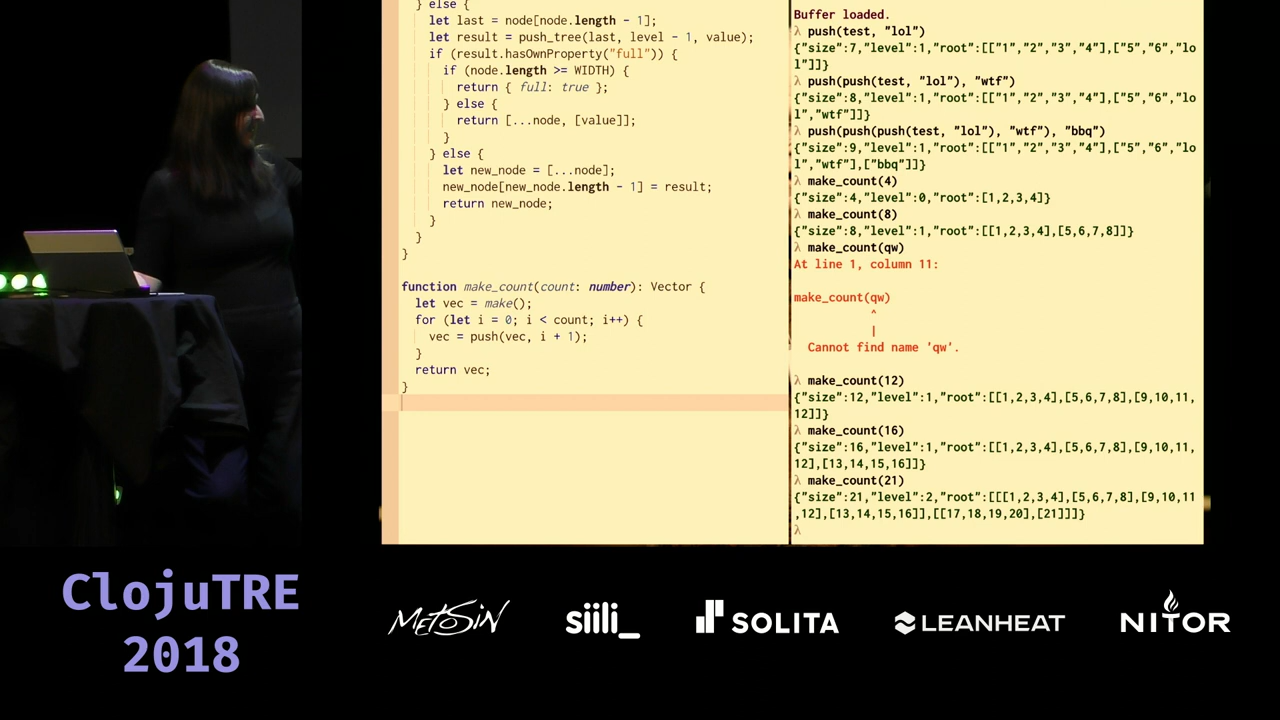 } else {
let last = node[node.length - 1];
let result = push_tree(last, level - 1, value);
if (result.hasOwnProperty("full")) {
if (node.length >= WIDTH) {
return { full: true };
} else {
return [...node, [value]];
}
} else {
let new_node = [...node];
new_node[new_node.length - 1] = result;
return new_node;
}
}
}
function make_count(count: number): Vector {
let vec = make();
for (let i = 0; i < count; i++) {
vec = push(vec, i + 1);
}
return vec;
}
Buffer loaded.
λ push(test, "lol")
{"size":7,"level":1,"root":[["1","2","3","4"],["5","6","lo
l"]]}
λ push(push(test, "lol"), "wtf")
{"size":8,"level":1,"root":[["1","2","3","4"],["5","6","lo
l","wtf"]]}
λ push(push(push(test, "lol"), "wtf"), "bbq")
{"size":9,"level":1,"root":[["1","2","3","4"],["5","6","lo
l","wtf"],["bbq"]]}
λ make_count(4)
{"size":4,"level":0,"root":[1,2,3,4]}
λ make_count(8)
{"size":8,"level":1,"root":[[1,2,3,4],[5,6,7,8]]}
λ make_count(qw)
At line 1, column 11:
make_count(qw)
^
|
Cannot find name 'qw'.
λ make_count(12)
{"size":12,"level":1,"root":[[1,2,3,4],[5,6,7,8],[9,10,11,
12]]}
λ make_count(16)
{"size":16,"level":1,"root":[[1,2,3,4],[5,6,7,8],[9,10,11,
12],[13,14,15,16]]}
λ make_count(21)
{"size":21,"level":2,"root":[[[1,2,3,4],[5,6,7,8],[9,10,11
,12],[13,14,15,16]],[[17,18,19,20],[21]]]}
λ
ClojuTRE
2018
METOSIN
siili_
SOLITA
LEANHEAT
NITOR